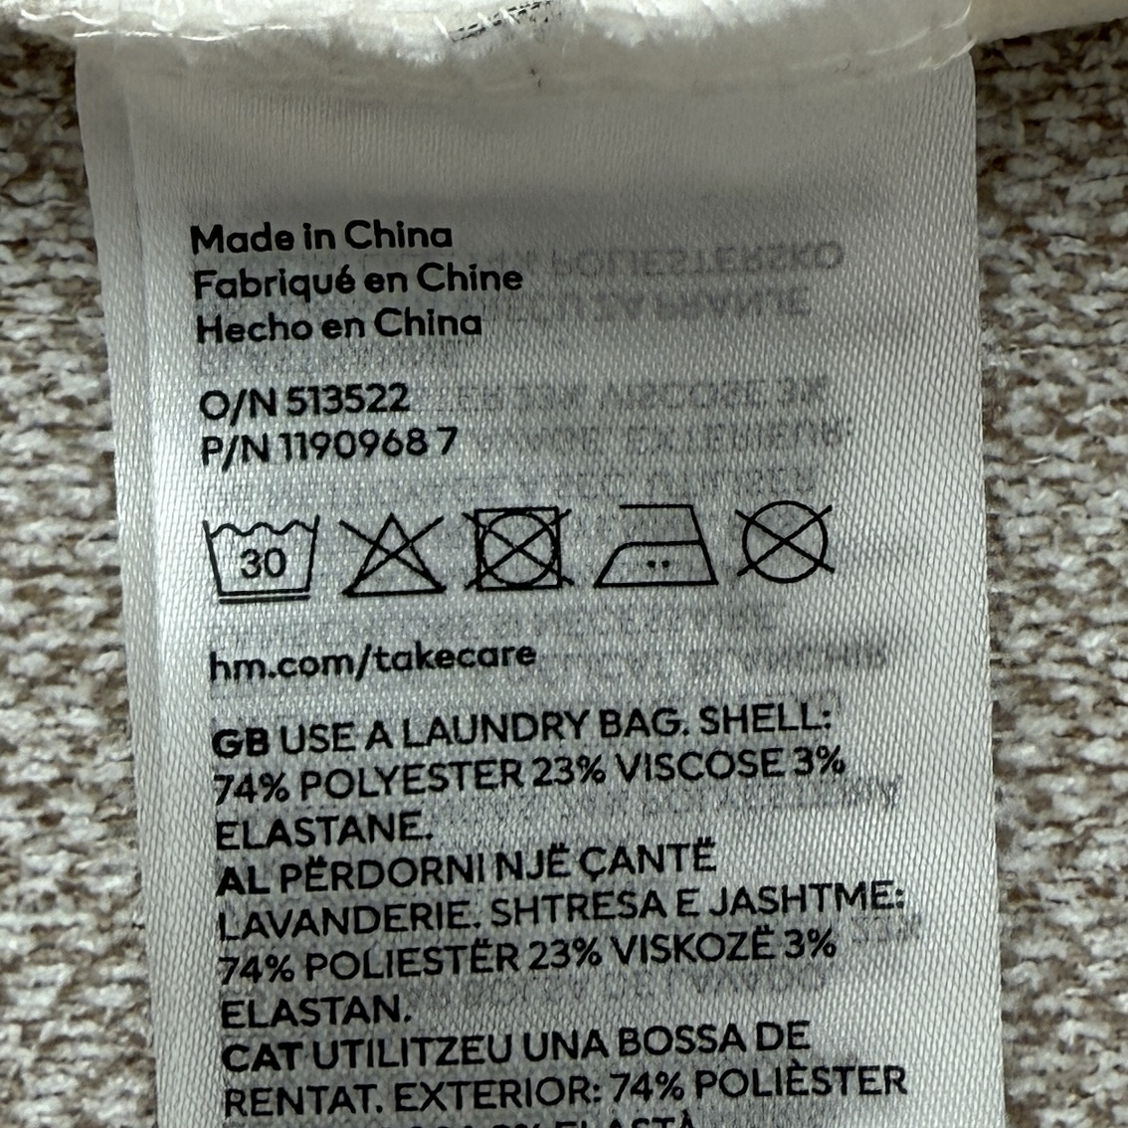 Made in China
Fabriqué en Chine
Hecho en China
O/N 513522
P/N 1190968 7
30
hm.com/takecare
GB USE A LAUNDRY BAG. SHELL:
74% POLYESTER 23% VISCOSE 3%
ELASTANE.
AL PËRDORNI NJË ÇANTË
LAVANDERIE. SHTRESA E JASHTME:
74% POLIESTËR 23% VISKOZË 3%
ELASTAN.
CAT UTILITZEU UNA BOSSA DE
RENTAT. EXTERIOR: 74% POLIÈSTER